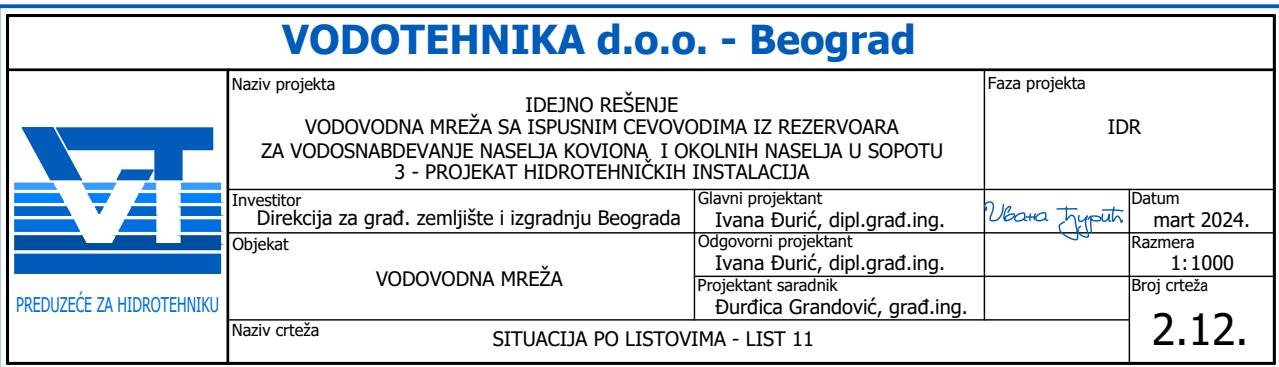 VODOTEHNIKA d.o.o. - Beograd
VT
PREDUZEĆE ZA HIDROTEHNIKU
Naziv projekta
IDEJNO REŠENJE
VODOVODNA MREŽA SA ISPUSNIM CEVOVODIMA IZ REZERVOARA
ZA VODOSNABDEVANJE NASELJA KOVIONA I OKOLNIH NASELJA U SOPOTU
3 - PROJEKAT HIDROTEHNIČKIH INSTALACIJA
Faza projekta
IDR
Investitor
Direkcija za građ. zemljište i izgradnju Beograda
Glavni projektant
Ivana Đurić, dipl.građ.ing.
Ивана Ђурић
Datum
mart 2024.
Objekat
VODOVODNA MREŽA
Odgovorni projektant
Ivana Đurić, dipl.građ.ing.
Razmera
1:1000
Projektant saradnik
Đurđica Grandović, građ.ing.
Broj crteža
2.12.
Naziv crteža
SITUACIJA PO LISTOVIMA - LIST 11